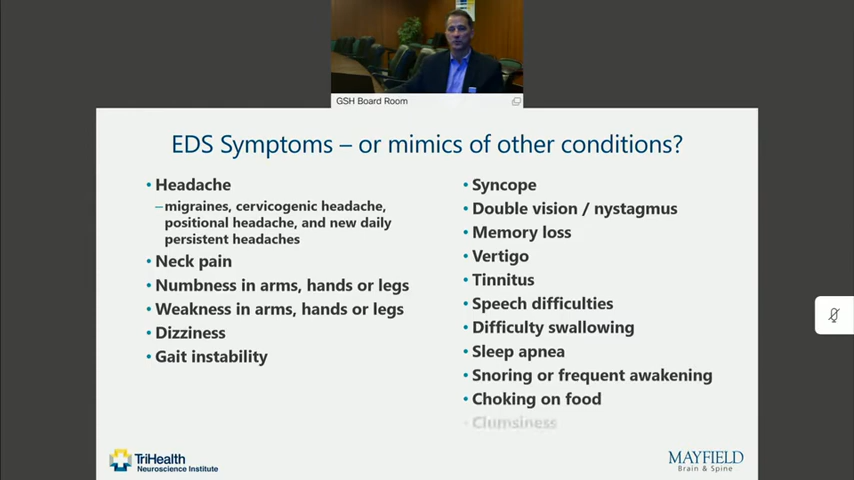 GSH Board Room
EDS Symptoms – or mimics of other conditions?
• Headache
–migraines, cervicogenic headache,
positional headache, and new daily
persistent headaches
• Neck pain
• Numbness in arms, hands or legs
• Weakness in arms, hands or legs
• Dizziness
• Gait instability
• Syncope
• Double vision / nystagmus
• Memory loss
• Vertigo
• Tinnitus
• Speech difficulties
• Difficulty swallowing
• Sleep apnea
• Snoring or frequent awakening
• Choking on food
• Clumsiness
TriHealth
Neuroscience Institute
MAYFIELD
Brain & Spine